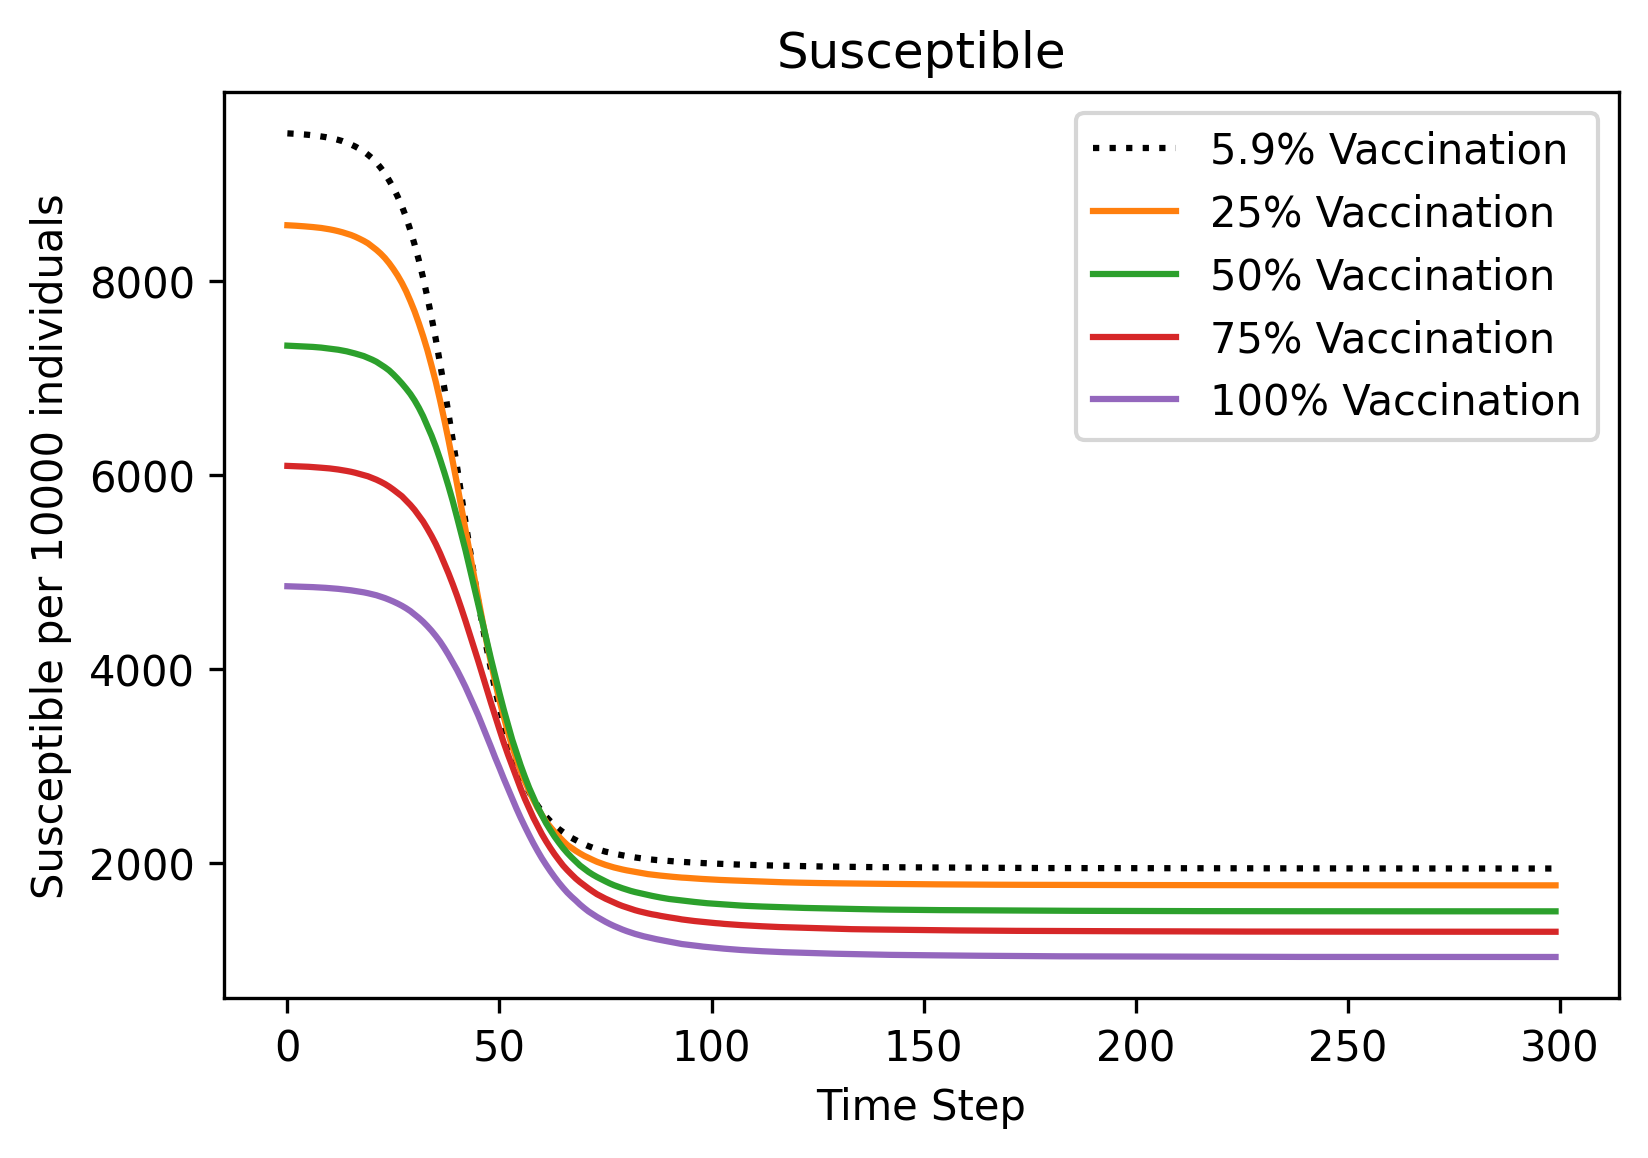 Susceptible
5.9% Vaccination
25% Vaccination
50% Vaccination
75% Vaccination
100% Vaccination
Susceptible per 10000 individuals
8000
6000
4000
2000
0 50 100 150 200 250 300
Time Step